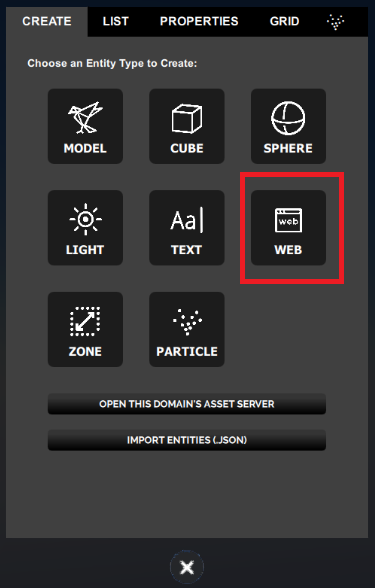 CREATE LIST PROPERTIES GRID
Choose an Entity Type to Create:
MODEL CUBE SPHERE
Aa
web
LIGHT TEXT WEB
ZONE PARTICLE
OPEN THIS DOMAIN'S ASSET SERVER
IMPORT ENTITIES (.JSON)